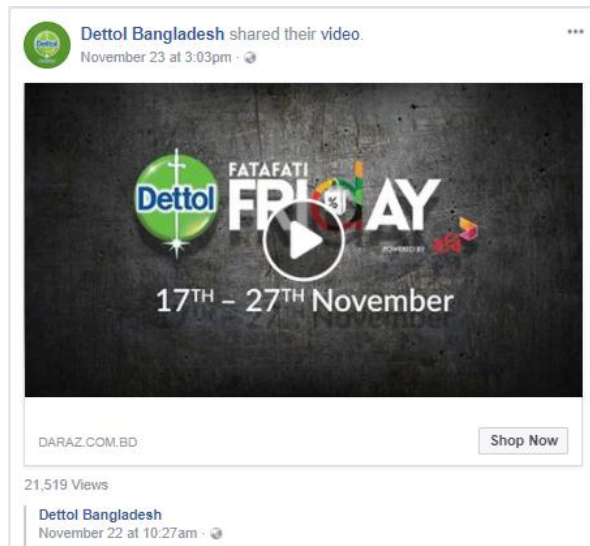 Dettol Bangladesh shared their video.
November 23 at 3:03pm ·
Dettol
FATAFATI
FRIDAY
%
POWERED BY
17TH – 27TH November
DARAZ.COM.BD
Shop Now
21,519 Views
Dettol Bangladesh
November 22 at 10:27am ·